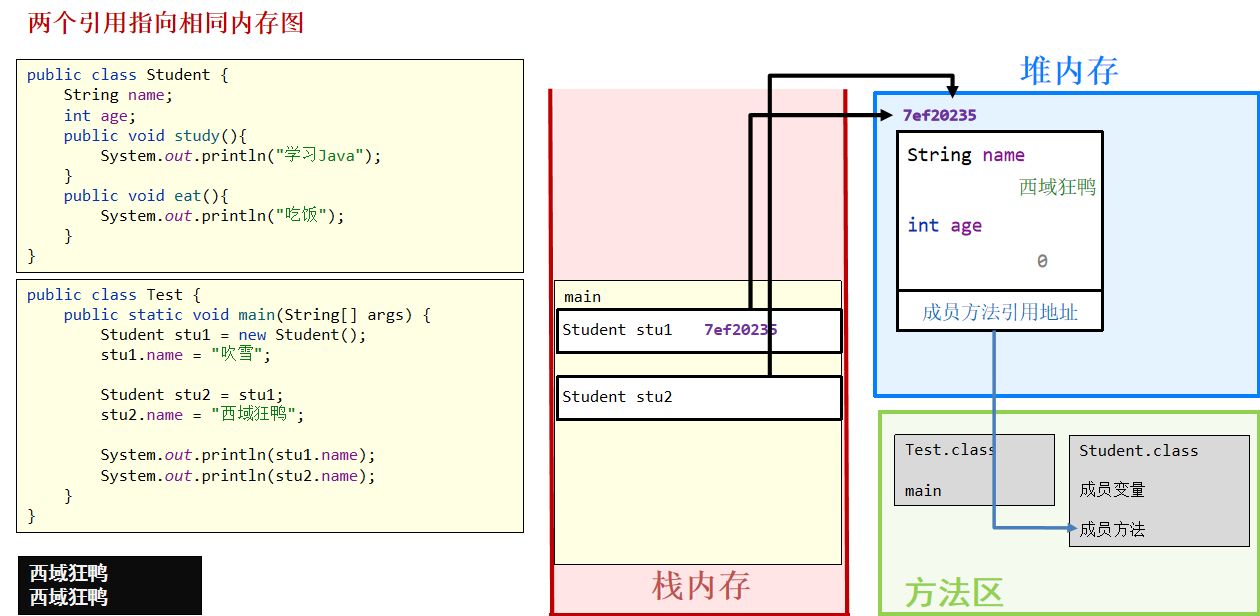 两个引用指向相同内存图
public class Student {
String name;
int age;
public void study(){
System.out.println("学习Java");
}
public void eat(){
System.out.println("吃饭");
}
}
public class Test {
public static void main(String[] args) {
Student stu1 = new Student();
stu1.name = "吹雪";
Student stu2 = stu1;
stu2.name = "西域狂鸭";
System.out.println(stu1.name);
System.out.println(stu2.name);
}
}
西域狂鸭
西域狂鸭
main
Student stu1 7ef20235
Student stu2
栈内存
堆内存
7ef20235
String name
西域狂鸭
int age
0
成员方法引用地址
Test.class
main
Student.class
成员变量
成员方法
方法区